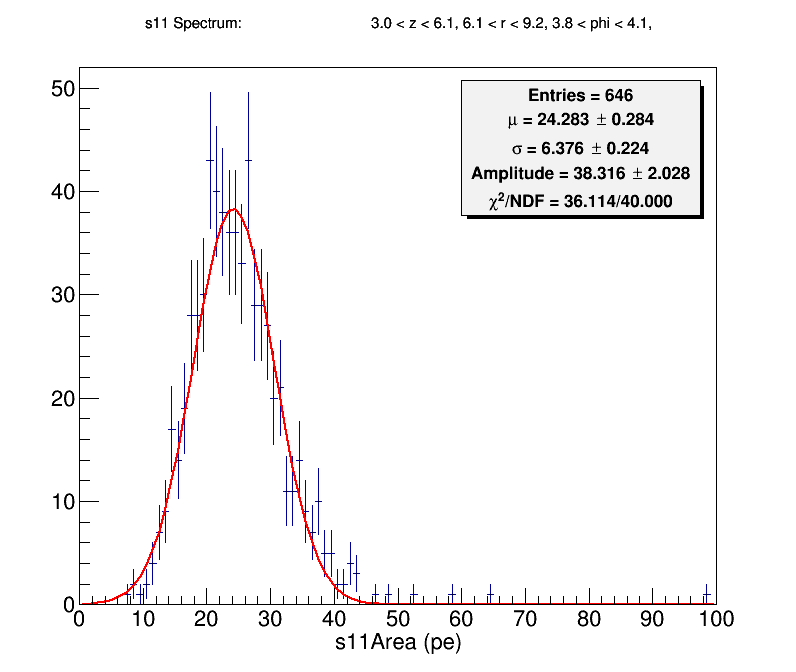 s11 Spectrum: 3.0 < z < 6.1, 6.1 < r < 9.2, 3.8 < phi < 4.1,
Entries = 646
μ = 24.283 ± 0.284
σ = 6.376 ± 0.224
Amplitude = 38.316 ± 2.028
χ²/NDF = 36.114/40.000
50
40
30
20
10
0
0 10 20 30 40 50 60 70 80 90 100
s11Area (pe)